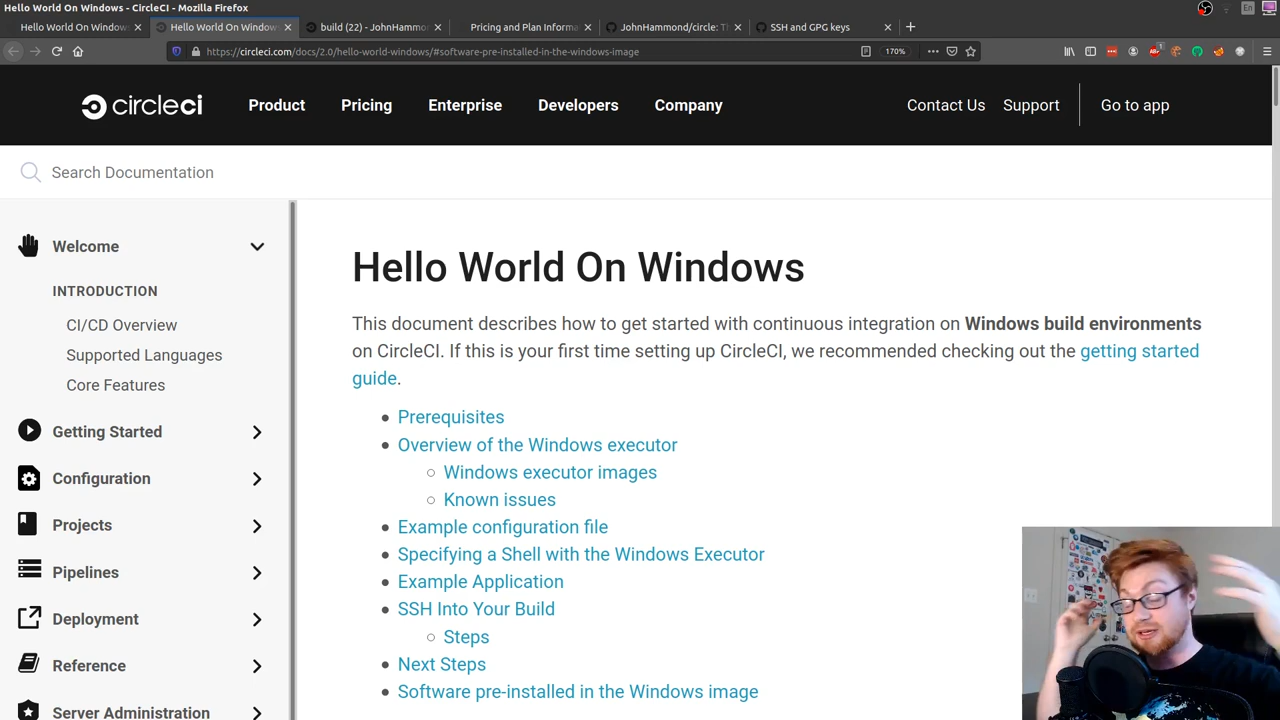 Hello World On Windows - CircleCI - Mozilla Firefox
En
Hello World On Windows
Hello World On Windows
build (22) - JohnHammond
Pricing and Plan Informa
JohnHammond/circle: T
SSH and GPG keys
https://circleci.com/docs/2.0/hello-world-windows/#software-pre-installed-in-the-windows-image
170%
circleci
Product
Pricing
Enterprise
Developers
Company
Contact Us
Support
Go to app
Search Documentation
Welcome
INTRODUCTION
CI/CD Overview
Supported Languages
Core Features
Getting Started
Configuration
Projects
Pipelines
Deployment
Reference
Server Administration
Hello World On Windows
This document describes how to get started with continuous integration on Windows build environments
on CircleCI. If this is your first time setting up CircleCI, we recommended checking out the getting started
guide.
Prerequisites
Overview of the Windows executor
Windows executor images
Known issues
Example configuration file
Specifying a Shell with the Windows Executor
Example Application
SSH Into Your Build
Steps
Next Steps
Software pre-installed in the Windows image